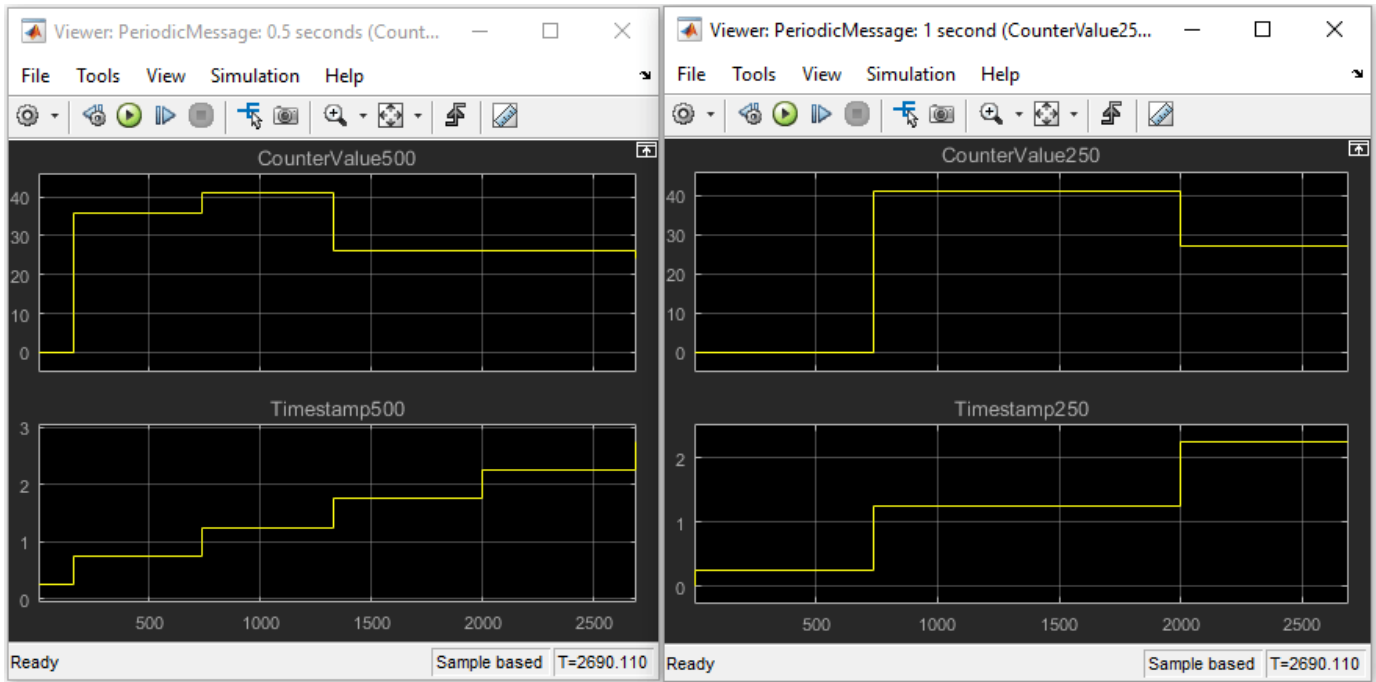 Viewer: PeriodicMessage: 0.5 seconds (Count...
File Tools View Simulation Help
CounterValue500
40
30
20
10
0
Timestamp500
3
2
1
0
500 1000 1500 2000 2500
Ready Sample based T=2690.110
Viewer: PeriodicMessage: 1 second (CounterValue25...
File Tools View Simulation Help
CounterValue250
40
30
20
10
0
Timestamp250
2
1
0
500 1000 1500 2000 2500
Ready Sample based T=2690.110